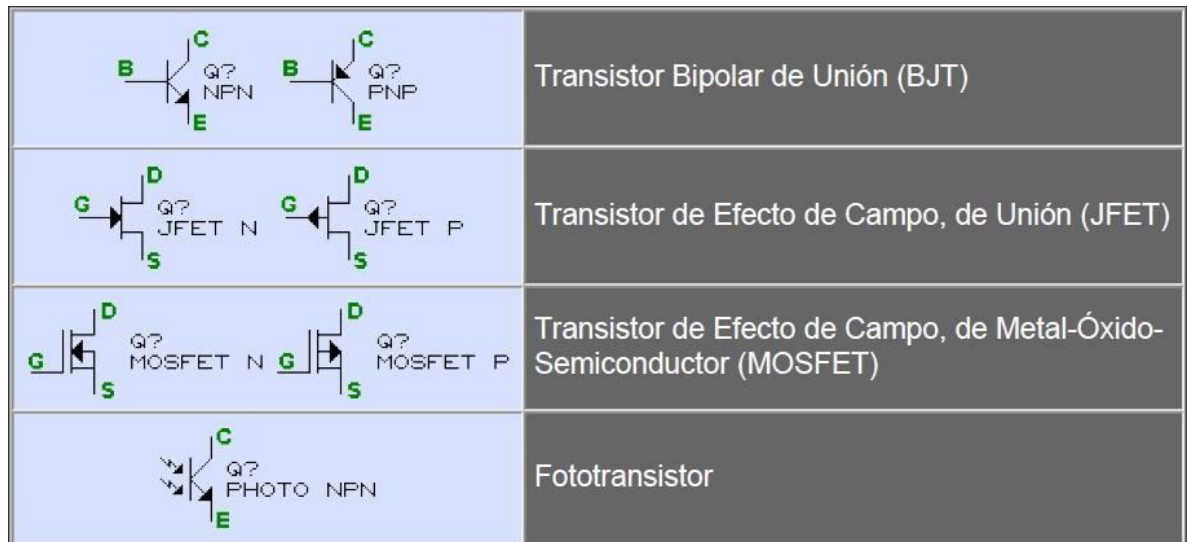 C C
B Q? B Q?
NPN PNP
E E
Transistor Bipolar de Unión (BJT)
D D
G Q? G Q?
JFET N JFET P
S S
Transistor de Efecto de Campo, de Unión (JFET)
D D
Q? Q?
G MOSFET N G MOSFET P
S S
Transistor de Efecto de Campo, de Metal-Óxido-
Semiconductor (MOSFET)
C
Q?
PHOTO NPN
E
Fototransistor